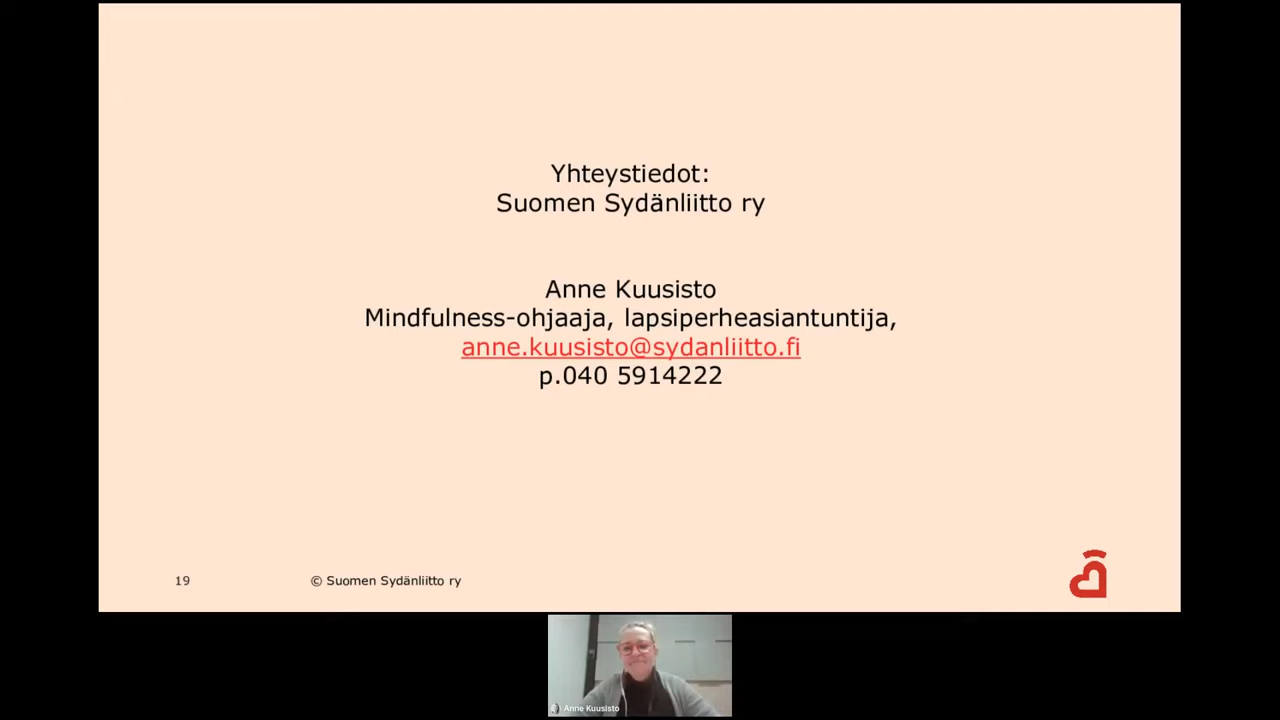 Yhteystiedot:
Suomen Sydänliitto ry
Anne Kuusisto
Mindfulness-ohjaaja, lapsiperheasiantuntija,
anne.kuusisto@sydanliitto.fi
p.040 5914222
19
© Suomen Sydänliitto ry
Anne Kuusisto